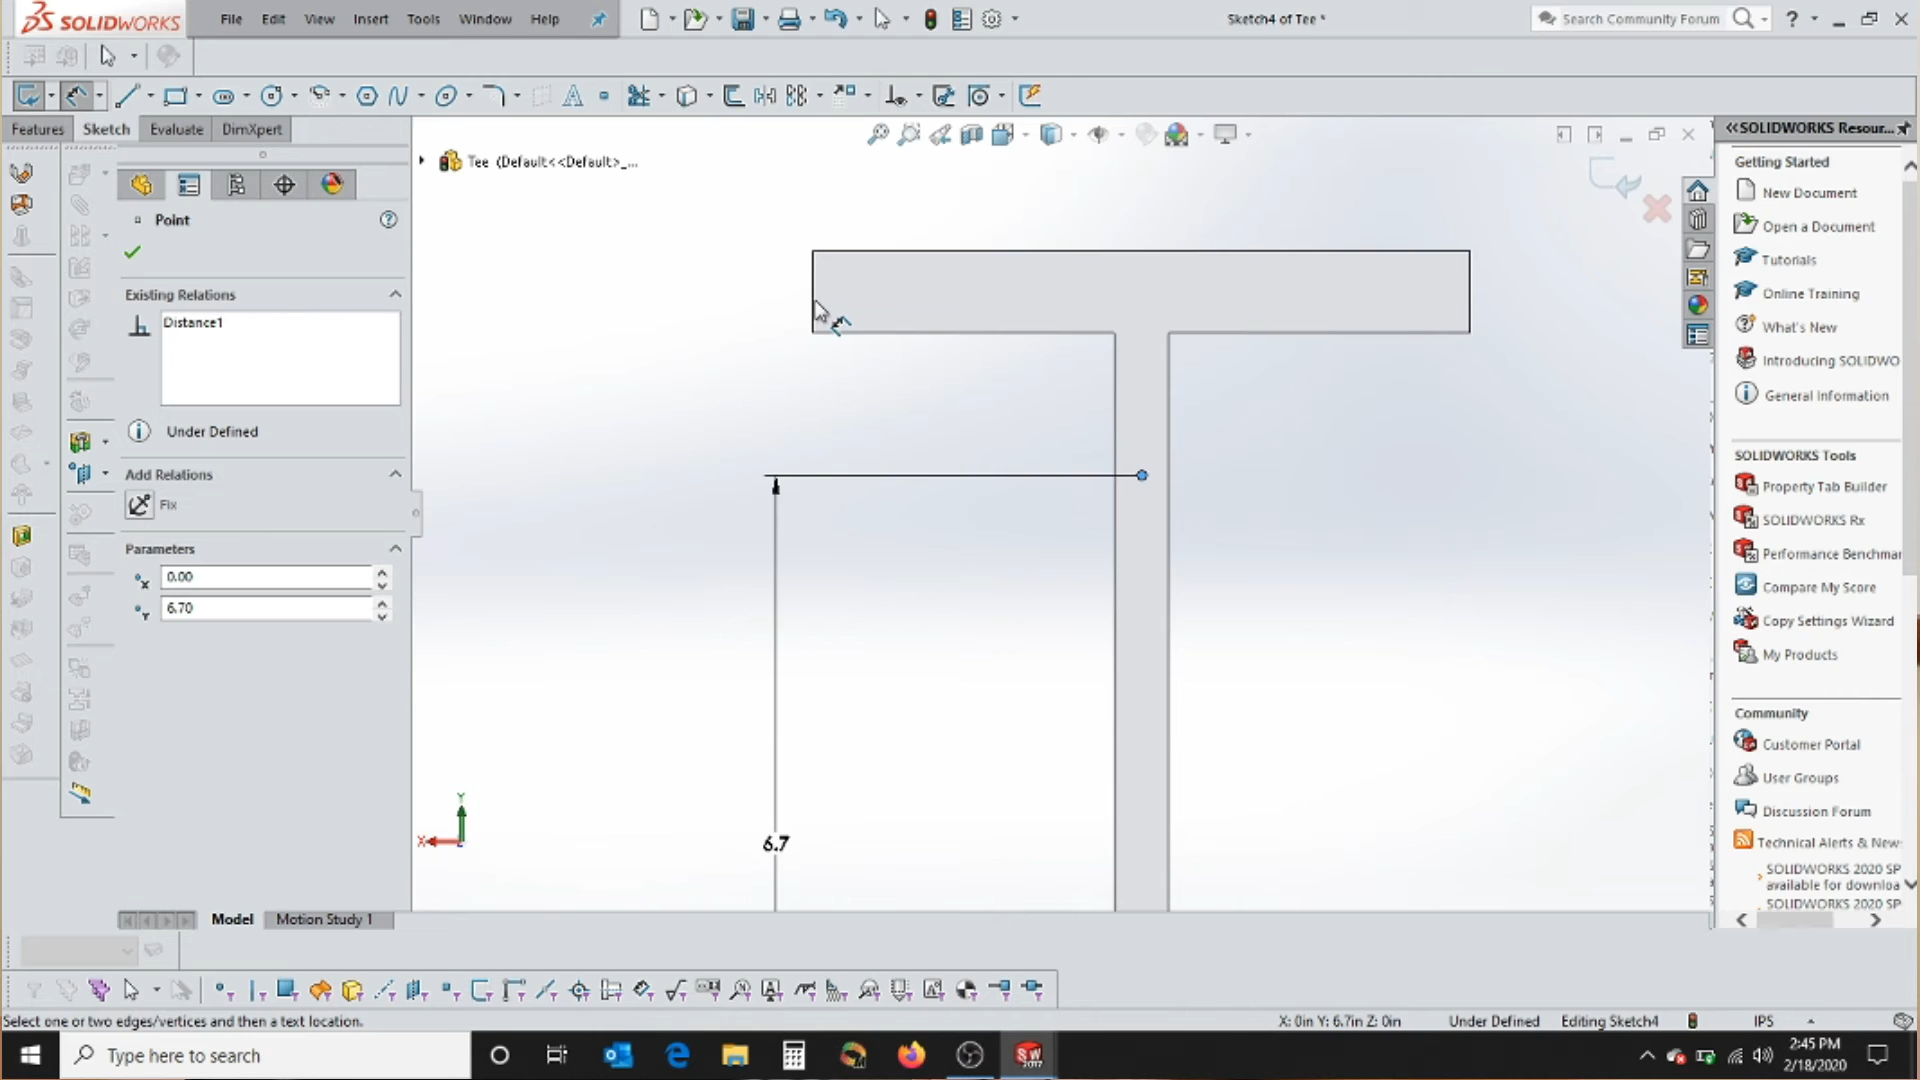 SOLIDWORKS
File Edit View Insert Tools Window Help
Sketch4 of Tee *
Search Community Forum
Features Sketch Evaluate DimXpert
Tee (Default<<Default>_...
Point
Existing Relations
Distance1
Under Defined
Add Relations
Fix
Parameters
0.00
6.70
6.7
Y
X
Model Motion Study 1
SOLIDWORKS Resour...
Getting Started
New Document
Open a Document
Tutorials
Online Training
What's New
Introducing SOLIDWO
General Information
SOLIDWORKS Tools
Property Tab Builder
SOLIDWORKS Rx
Performance Benchmar
Compare My Score
Copy Settings Wizard
My Products
Community
Customer Portal
User Groups
Discussion Forum
Technical Alerts & New
SOLIDWORKS 2020 SP
available for downloa
SOLIDWORKS 2020 SP
Select one or two edges/vertices and then a text location.
X: 0in Y: 6.7in Z: 0in
Under Defined
Editing Sketch4
IPS
Type here to search
2:45 PM
2/18/2020